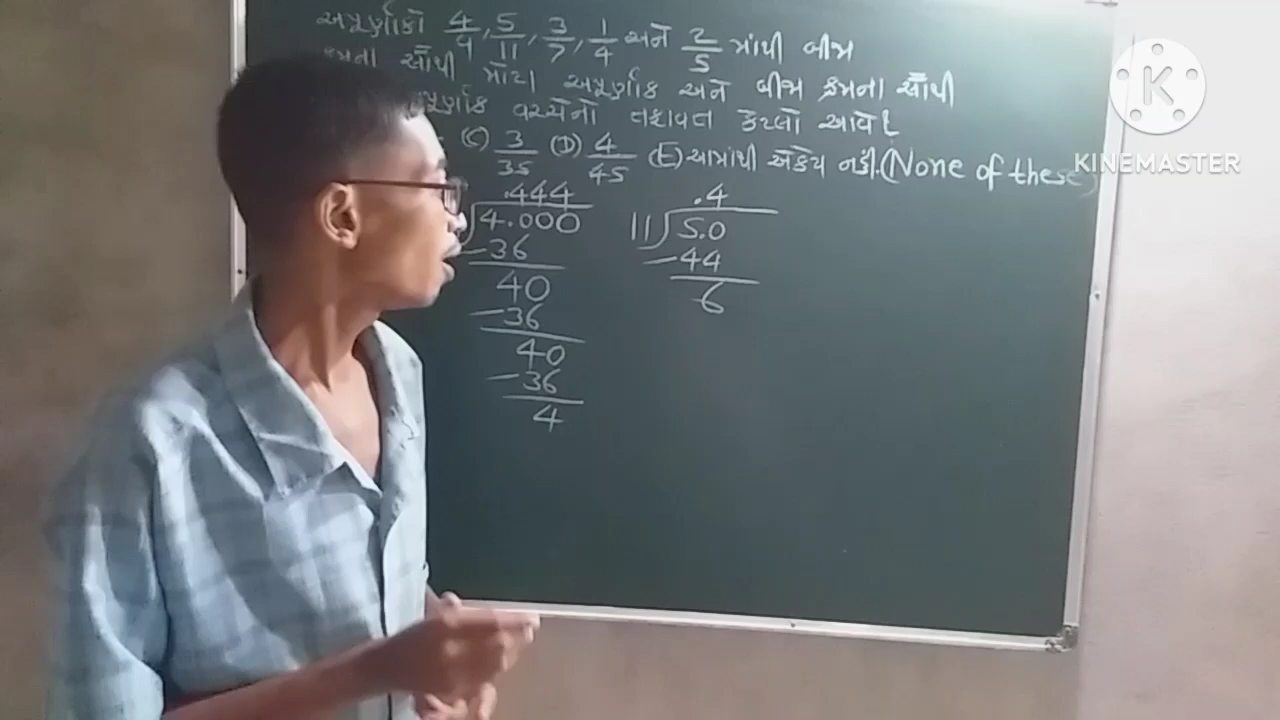 અપૂર્ણાંકો 4/9, 5/11, 3/7, 1/4 અને 2/5 માંથી બીજા
ક્રમના સૌથી મોટા અપૂર્ણાંક અને બીજા ક્રમના સૌથી
વચ્ચેનો તફાવત કેટલો આવે?
(C) 3/35 (D) 4/45 (E) આમાંથી એકેય નહીં. (None of these)
.444
4.000
-36
40
-36
40
-36
4
.4
11 5.0
-44
6
K
KINEMASTER